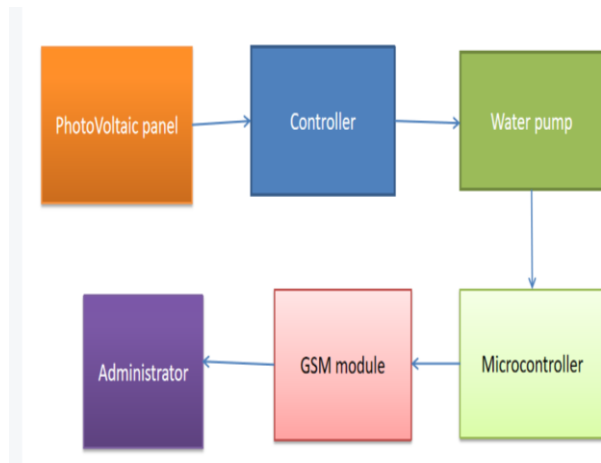 PhotoVoltaic panel
Controller
Water pump
Administrator
GSM module
Microcontroller